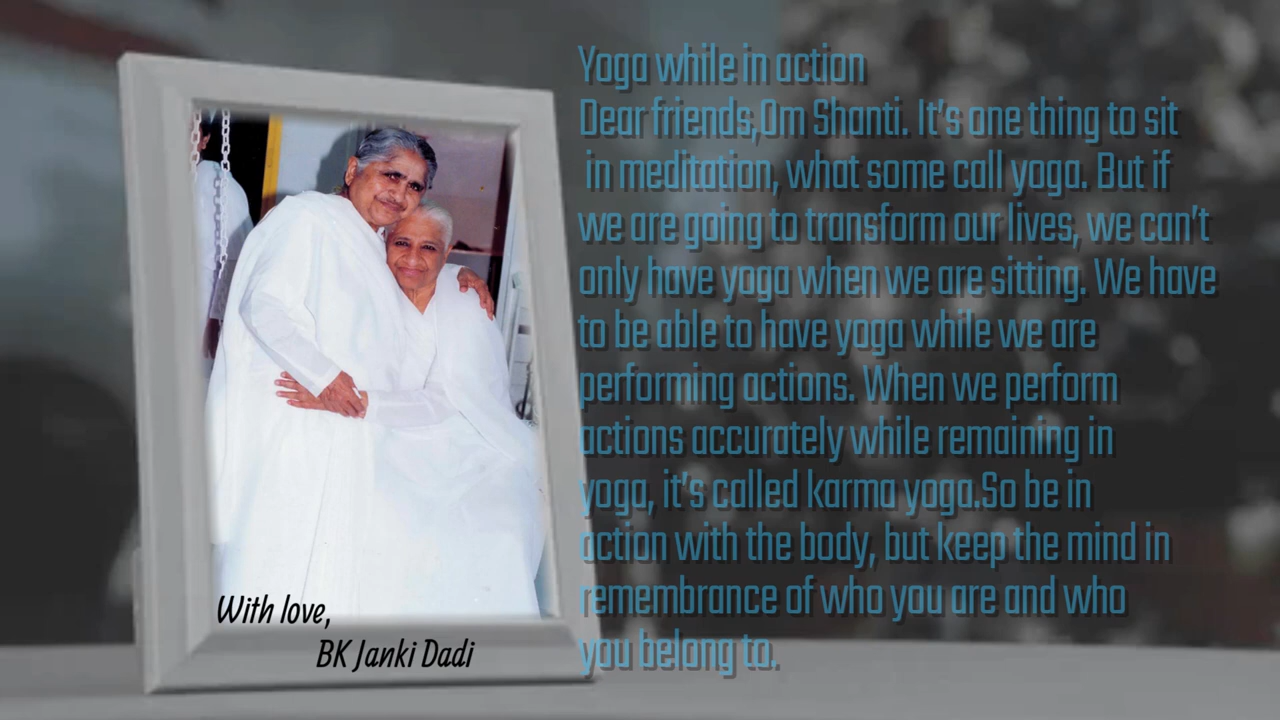 Yoga while in action
Dear friends,Om Shanti. It's one thing to sit
in meditation, what some call yoga. But if
we are going to transform our lives, we can't
only have yoga when we are sitting. We have
to be able to have yoga while we are
performing actions. When we perform
actions accurately while remaining in
yoga, it's called karma yoga.So be in
action with the body, but keep the mind in
remembrance of who you are and who
you belong to.
With love,
BK Janki Dadi